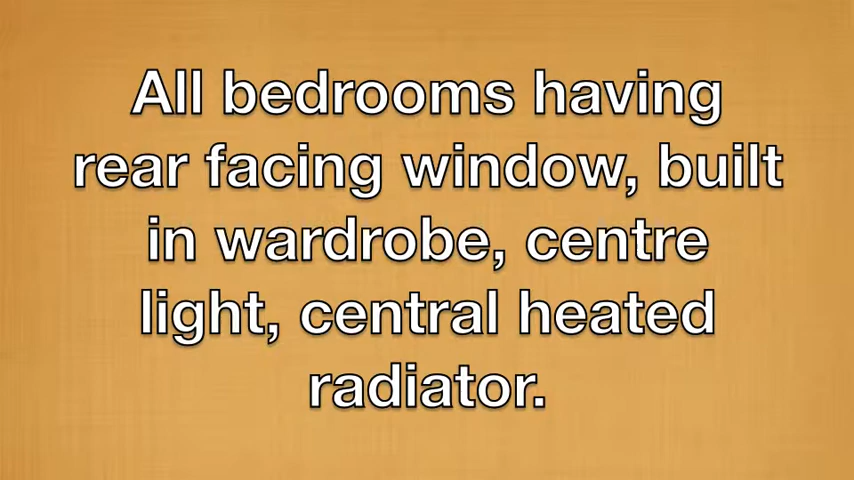 All bedrooms having
rear facing window, built
in wardrobe, centre
light, central heated
radiator.